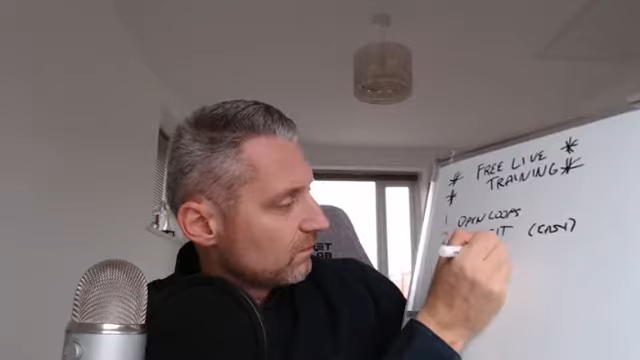 * FREE LIVE *
* TRAINING *
1 OPEN LOOPS
(EASY)